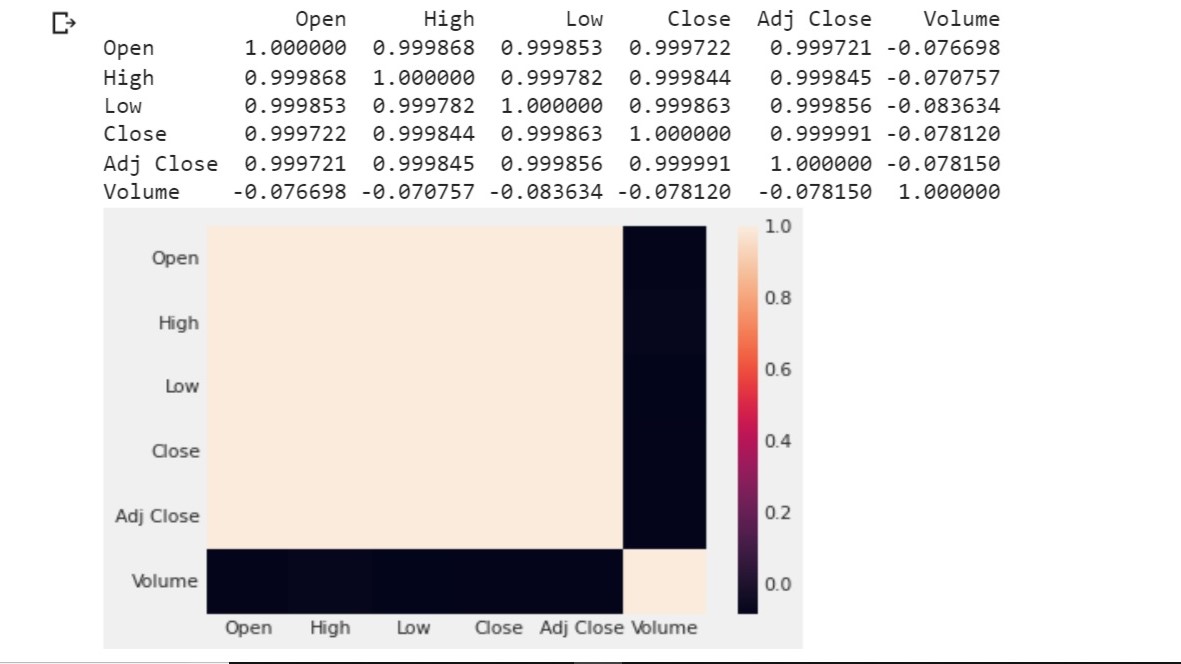 Open High Low Close Adj Close Volume
Open 1.000000 0.999868 0.999853 0.999722 0.999721 -0.076698
High 0.999868 1.000000 0.999782 0.999844 0.999845 -0.070757
Low 0.999853 0.999782 1.000000 0.999863 0.999856 -0.083634
Close 0.999722 0.999844 0.999863 1.000000 0.999991 -0.078120
Adj Close 0.999721 0.999845 0.999856 0.999991 1.000000 -0.078150
Volume -0.076698 -0.070757 -0.083634 -0.078120 -0.078150 1.000000
Open
High
Low
Close
Adj Close
Volume
Open High Low Close Adj Close Volume
1.0
0.8
0.6
0.4
0.2
0.0